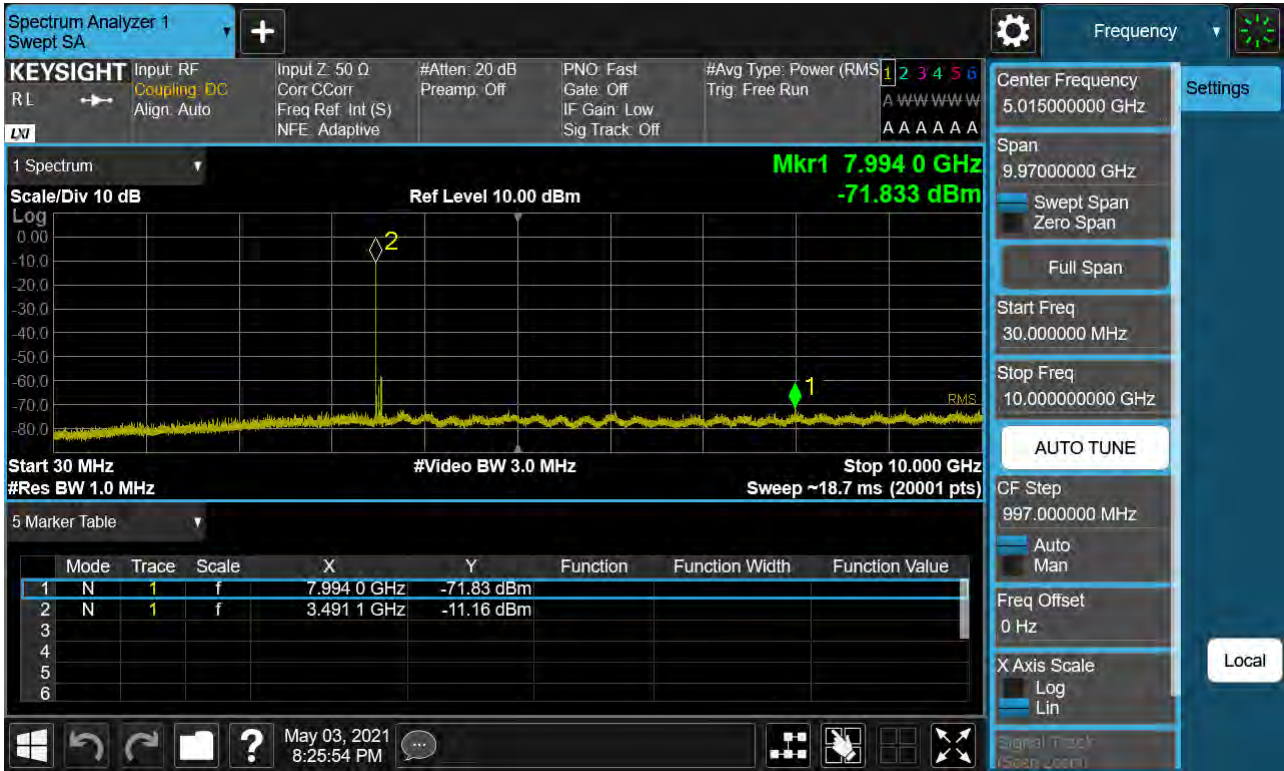 Spectrum Analyzer 1
Swept SA
+
Frequency
KEYSIGHT
RL
LXI
Input: RF
Coupling: DC
Align: Auto
Input Z: 50 Ω
Corr CCorr
Freq Ref: Int (S)
NFE: Adaptive
#Atten: 20 dB
Preamp: Off
PNO: Fast
Gate: Off
IF Gain: Low
Sig Track: Off
#Avg Type: Power (RMS
Trig: Free Run
1 2 3 4 5 6
A W W W W W
A A A A A A
1 Spectrum
Mkr1 7.994 0 GHz
Scale/Div 10 dB
Ref Level 10.00 dBm
-71.833 dBm
Log
0.00
-10.0
-20.0
-30.0
-40.0
-50.0
-60.0
-70.0
-80.0
2
1
RMS
Start 30 MHz
#Video BW 3.0 MHz
Stop 10.000 GHz
#Res BW 1.0 MHz
Sweep ~18.7 ms (20001 pts)
5 Marker Table
Mode Trace Scale X Y Function Function Width Function Value
1 N 1 f 7.994 0 GHz -71.83 dBm
2 N 1 f 3.491 1 GHz -11.16 dBm
3
4
5
6
?
May 03, 2021
8:25:54 PM
Center Frequency
5.015000000 GHz
Span
9.97000000 GHz
Swept Span
Zero Span
Full Span
Start Freq
30.000000 MHz
Stop Freq
10.000000000 GHz
AUTO TUNE
CF Step
997.000000 MHz
Auto
Man
Freq Offset
0 Hz
X Axis Scale
Log
Lin
Signal Track
(Span Zoom)
Settings
Local